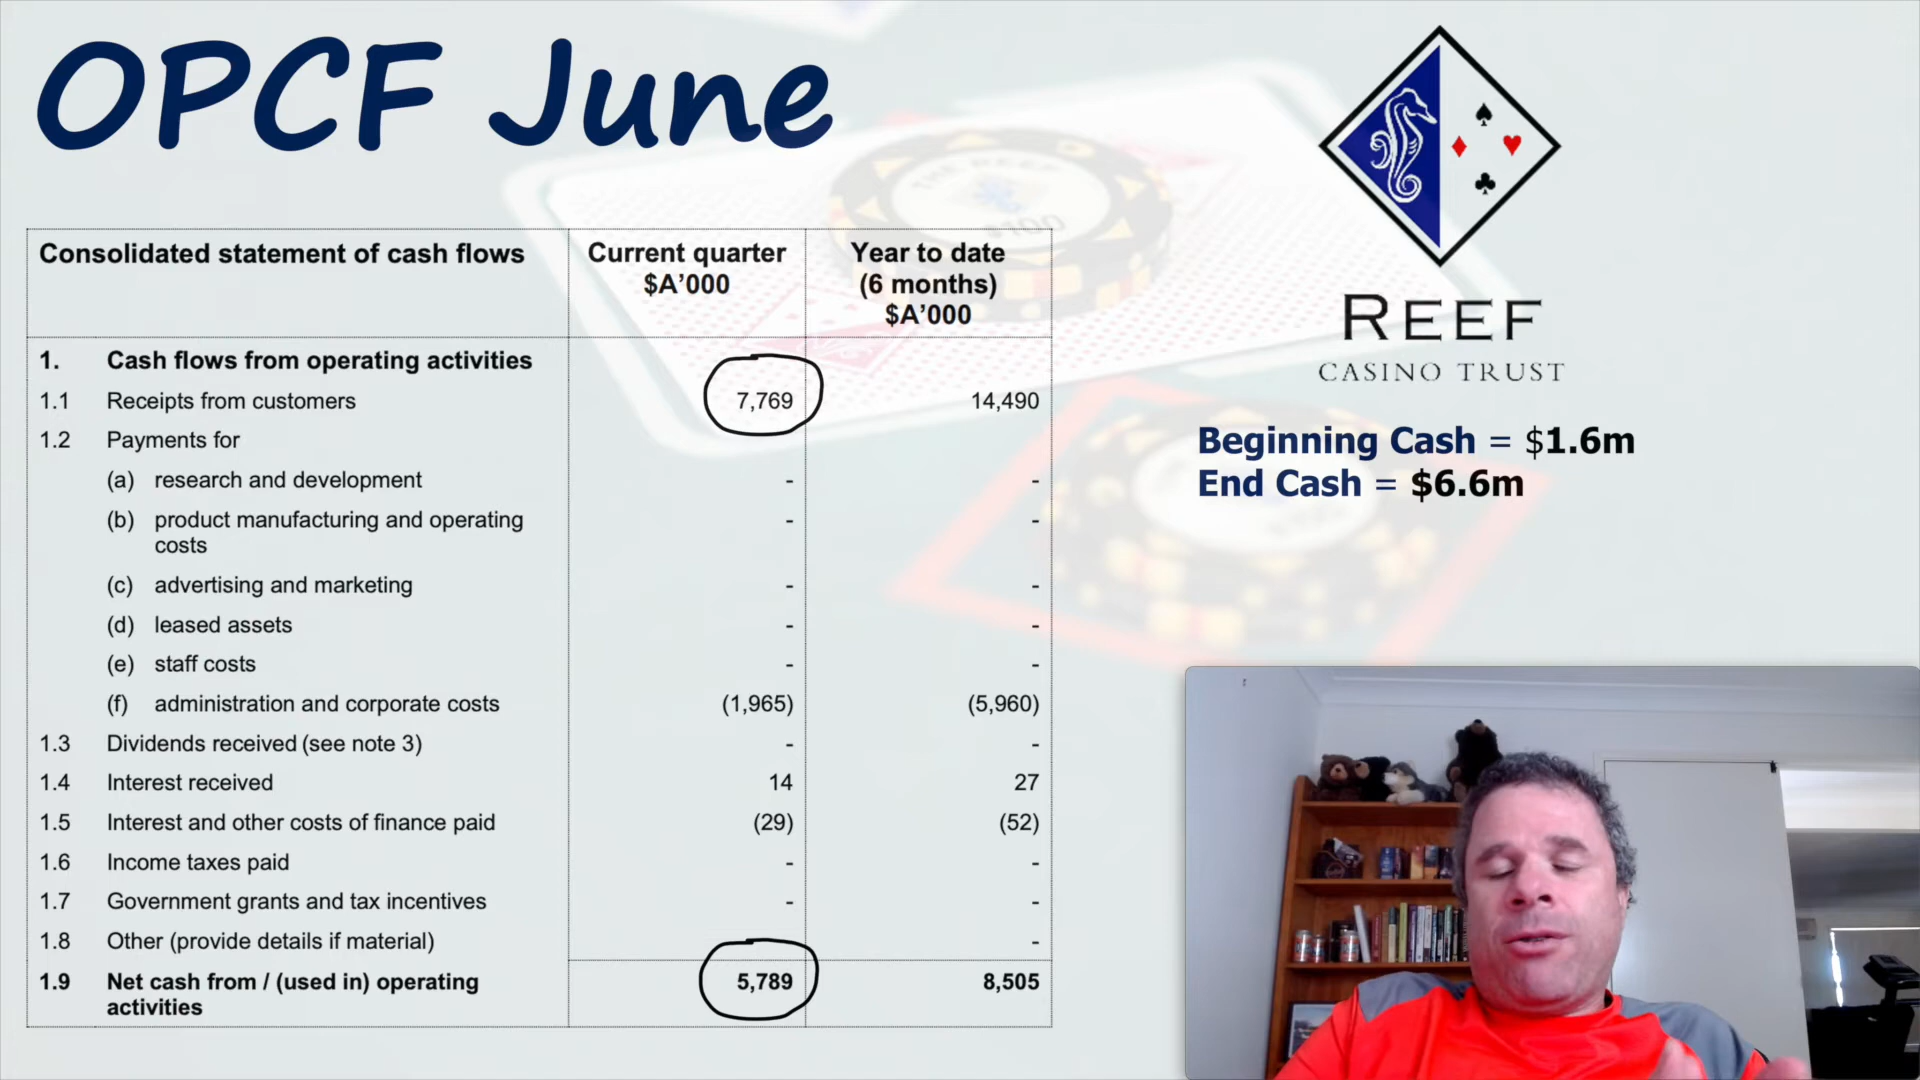 OPCF June
REEF
CASINO TRUST
Beginning Cash = $1.6m
End Cash = $6.6m
Consolidated statement of cash flows
Current quarter
$A’000
Year to date
(6 months)
$A’000
1. Cash flows from operating activities
1.1 Receipts from customers 7,769 14,490
1.2 Payments for
(a) research and development - -
(b) product manufacturing and operating
costs - -
(c) advertising and marketing - -
(d) leased assets - -
(e) staff costs - -
(f) administration and corporate costs (1,965) (5,960)
1.3 Dividends received (see note 3) - -
1.4 Interest received 14 27
1.5 Interest and other costs of finance paid (29) (52)
1.6 Income taxes paid - -
1.7 Government grants and tax incentives - -
1.8 Other (provide details if material) - -
1.9 Net cash from / (used in) operating
activities 5,789 8,505
THE REEF
$100